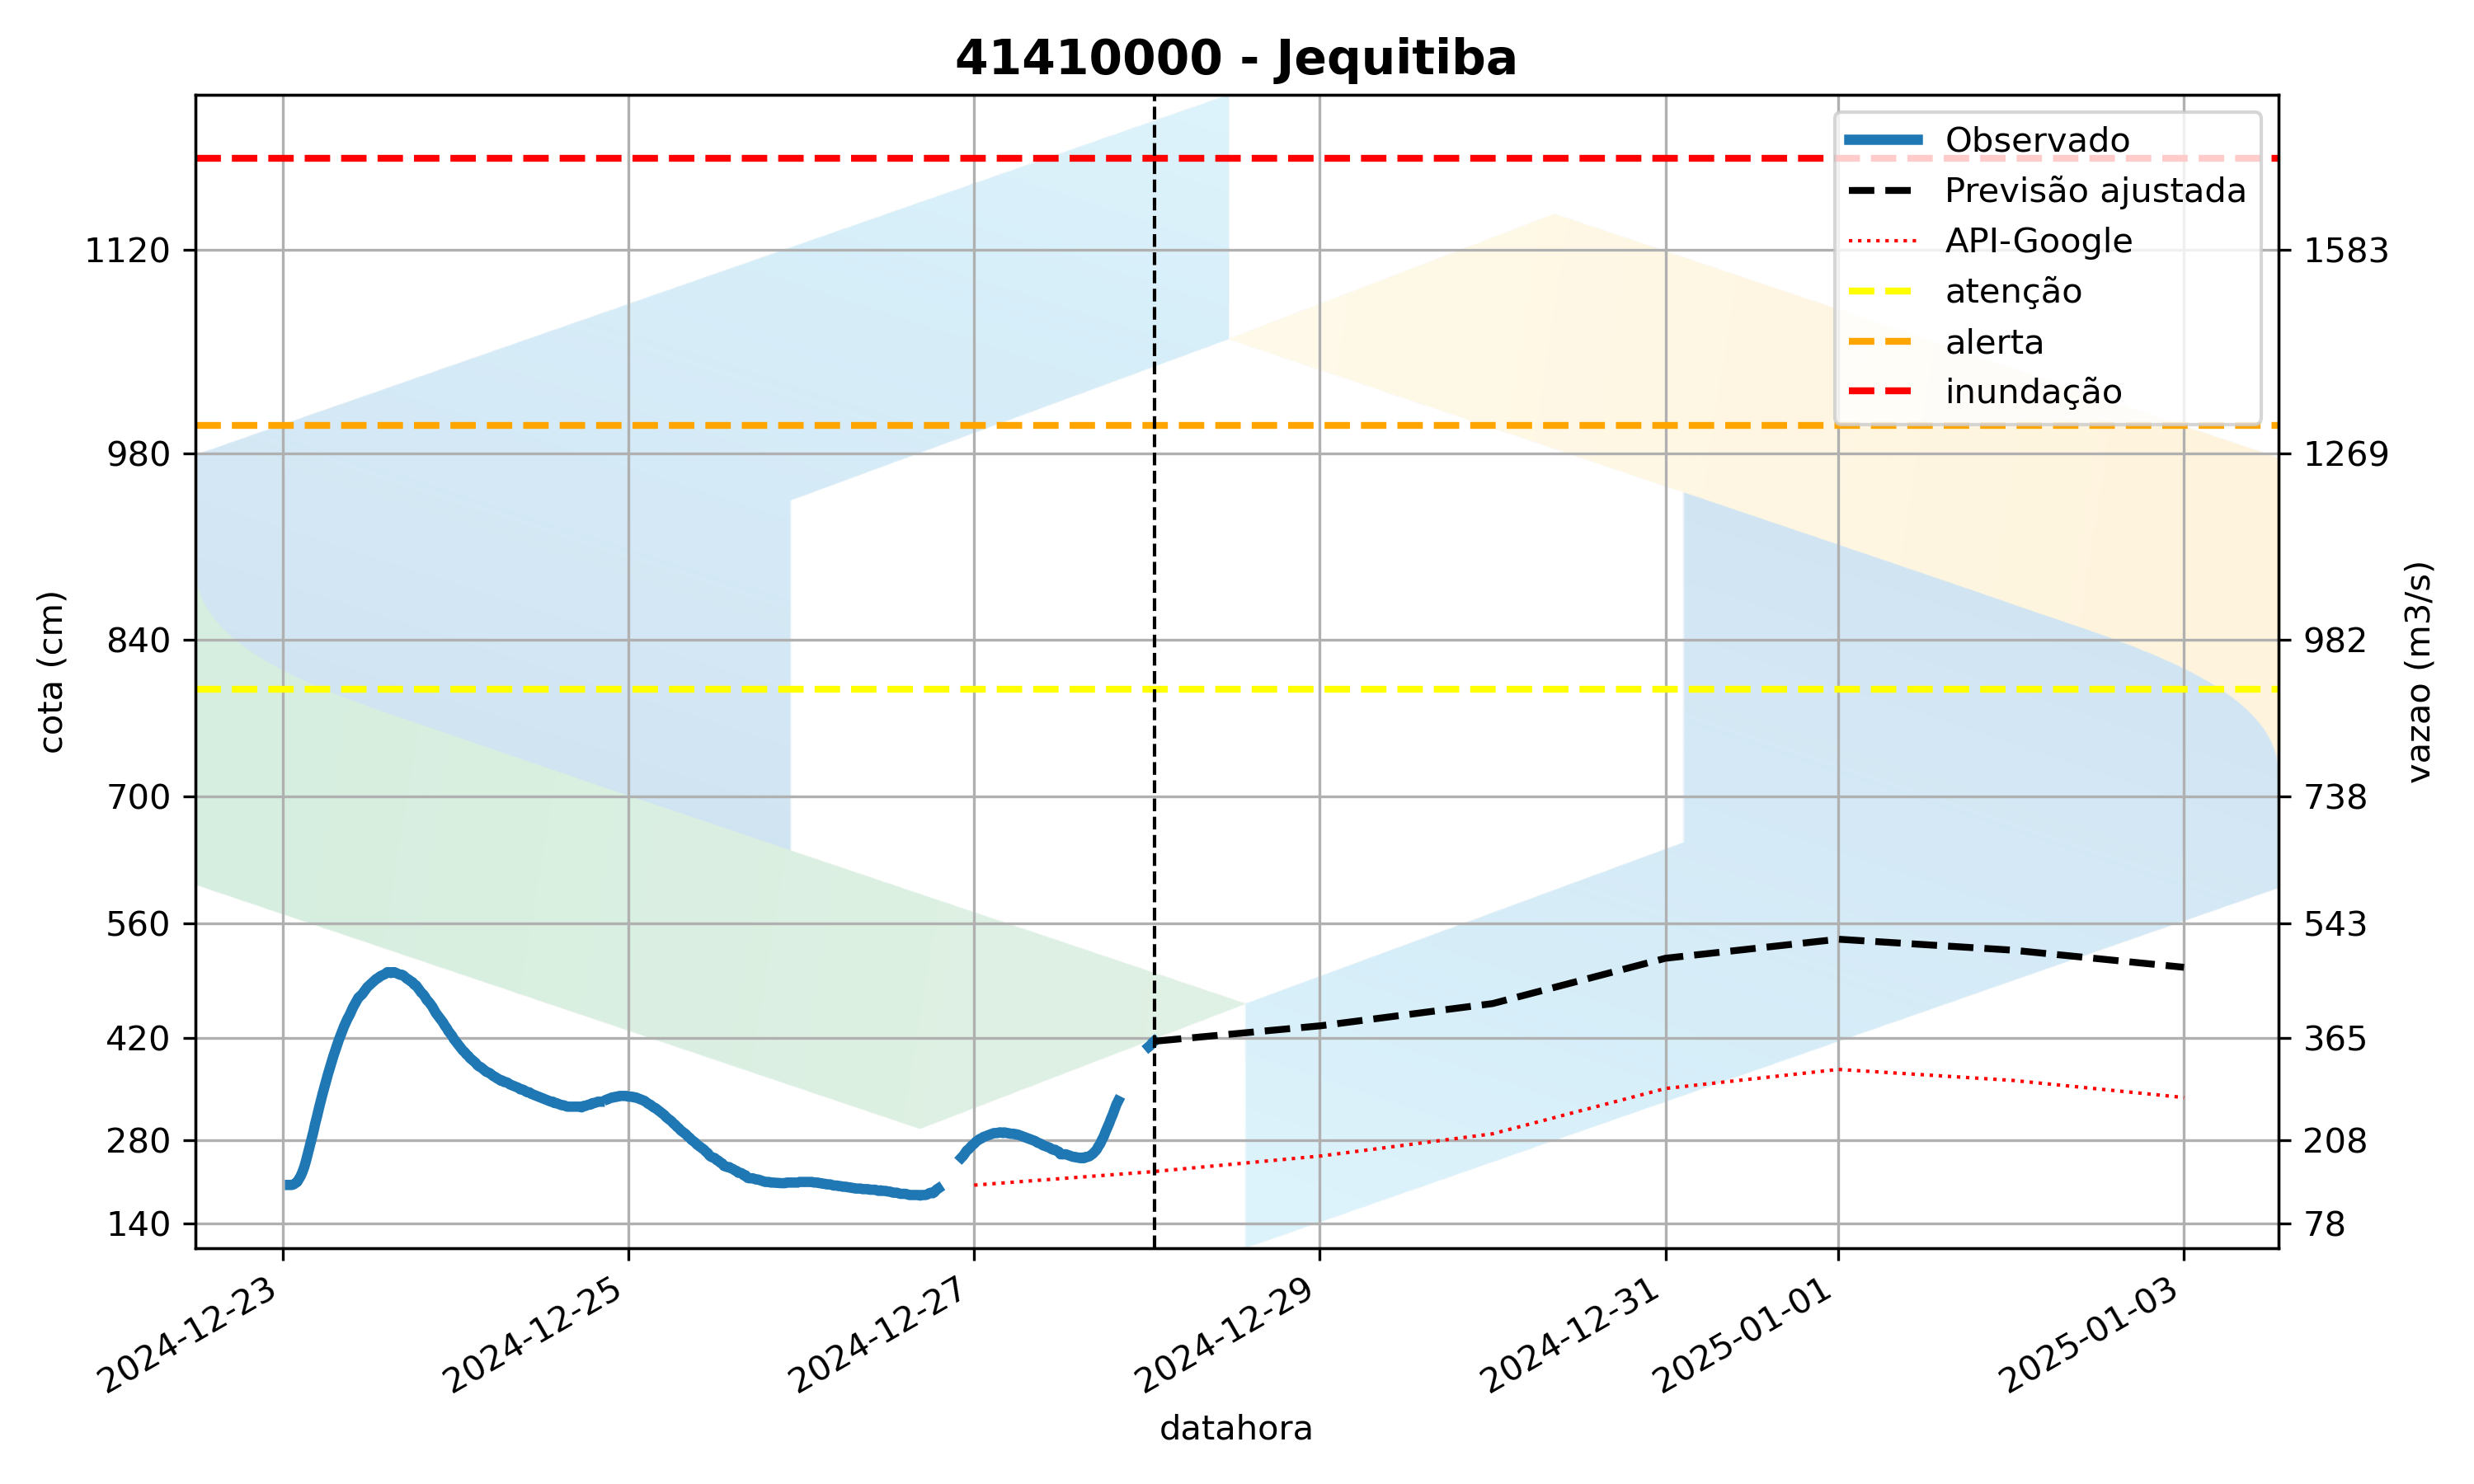 41410000 - Jequitiba
Observado
Previsão ajustada
API-Google
atenção
alerta
inundação
1120
980
840
700
560
420
280
140
cota (cm)
1583
1269
982
738
543
365
208
78
vazao (m3/s)
2024-12-23
2024-12-25
2024-12-27
2024-12-29
2024-12-31
2025-01-01
2025-01-03
datahora